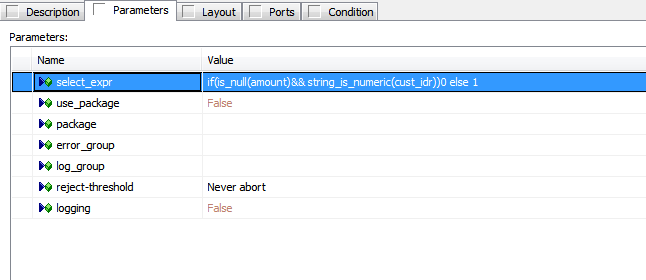 Description Parameters Layout Ports Condition
Parameters:
Name Value
select_expr if(is_null(amount)&& string_is_numeric(cust_idr))0 else 1
use_package False
package
error_group
log_group
reject-threshold Never abort
logging False